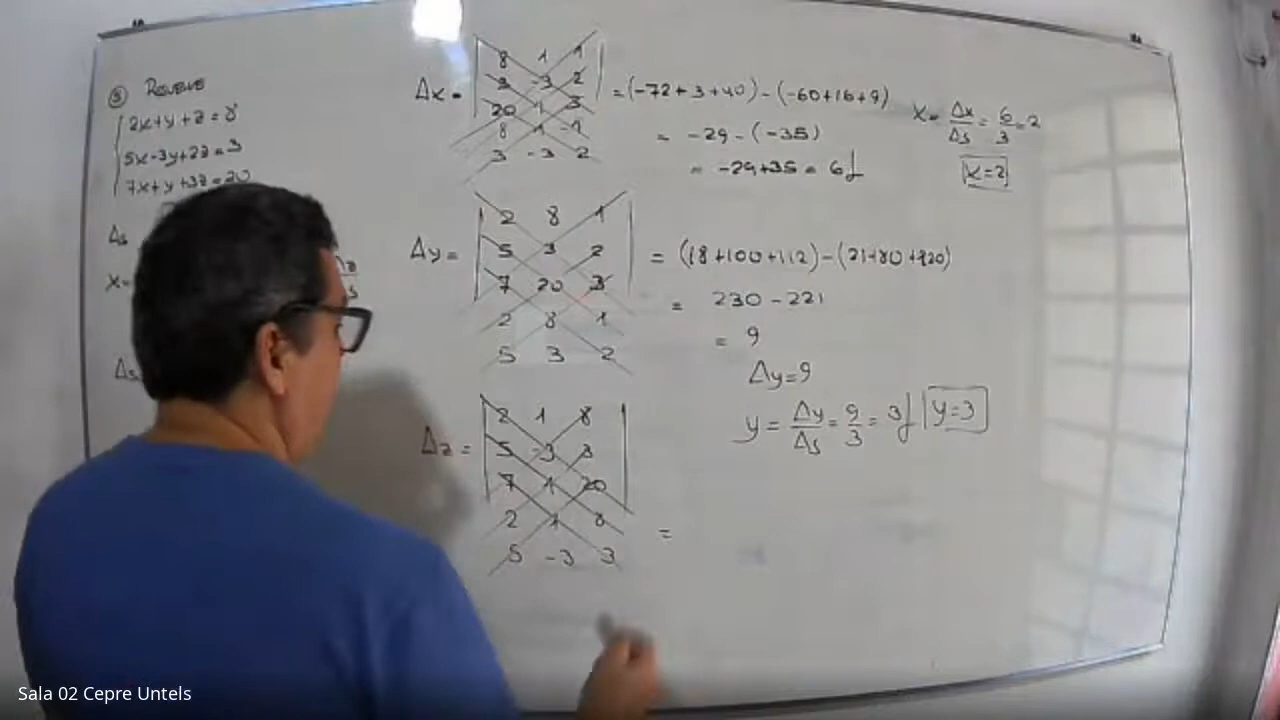 ③ Resuelve
2x+y+z=8
5x-3y+2z=3
7x+y+3z=20
Δs
x=
Δs
Δx = | 8 1 1 | = (-72+3+40)-(-60+16+9)
3 -3 2
20 1 3 = -29-(-35)
8 1 1 = -29+35 = 6
3 -3 2
x = Δx/Δs = 6/3 = 2
x=2
Δy = | 2 8 1 | = (18+100+112)-(21+80+120)
5 3 2
7 20 3 = 230-221
2 8 1 = 9
5 3 2
Δy=9
y = Δy/Δs = 9/3 = 3 y=3
Δz = | 2 1 8 |
5 -3 3
7 1 20
2 1 8 =
5 -3 3
Sala 02 Cepre Untels